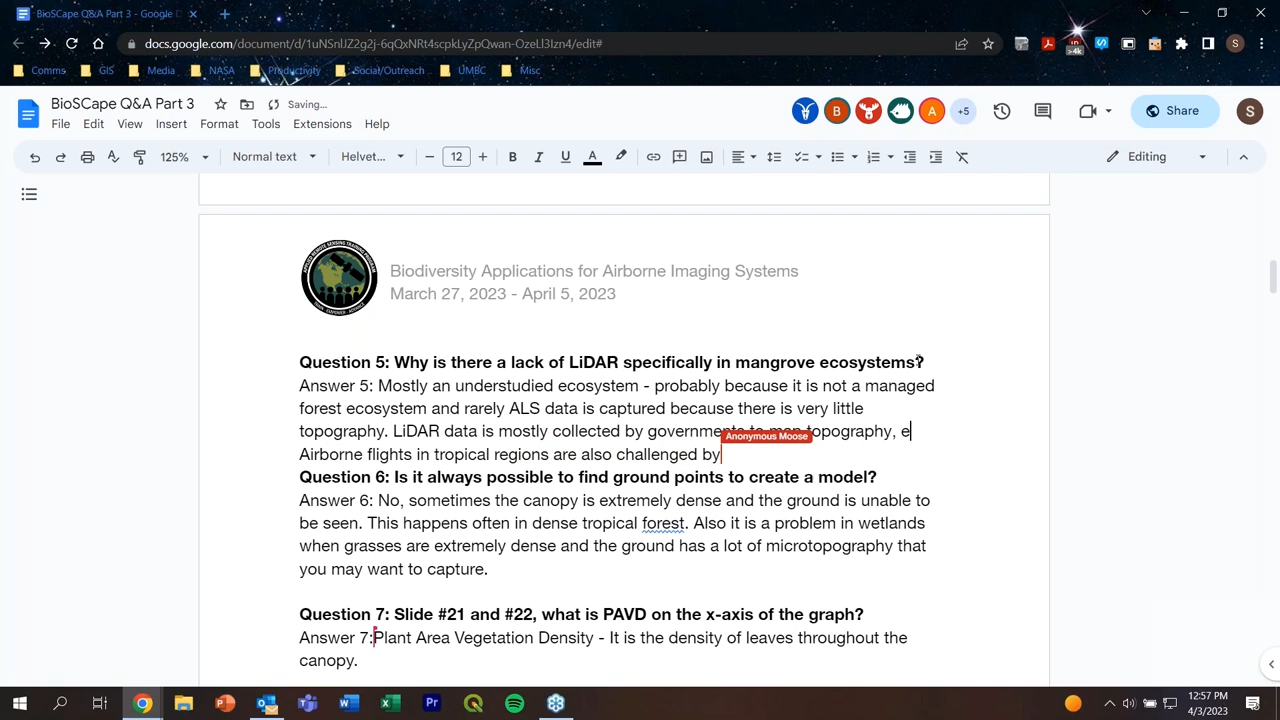 BioSCape Q&A Part 3 - Google D
docs.google.com/document/d/1uNSnlJZ2g2j-6qQxNRt4scpkLyZpQwan-OzeLl3Izn4/edit#
>4k
S
Comms GIS Media NASA Productivity Social/Outreach UMBC Misc
BioSCape Q&A Part 3 Saving...
File Edit View Insert Format Tools Extensions Help
B A +5 Share S
125% Normal text Helvet... 12 B I U A Editing
Biodiversity Applications for Airborne Imaging Systems
March 27, 2023 - April 5, 2023
Question 5: Why is there a lack of LiDAR specifically in mangrove ecosystems?
Answer 5: Mostly an understudied ecosystem - probably because it is not a managed
forest ecosystem and rarely ALS data is captured because there is very little
topography. LiDAR data is mostly collected by governments to map topography, e
Anonymous Moose
Airborne flights in tropical regions are also challenged by
Question 6: Is it always possible to find ground points to create a model?
Answer 6: No, sometimes the canopy is extremely dense and the ground is unable to
be seen. This happens often in dense tropical forest. Also it is a problem in wetlands
when grasses are extremely dense and the ground has a lot of microtopography that
you may want to capture.
Question 7: Slide #21 and #22, what is PAVD on the x-axis of the graph?
Answer 7:Plant Area Vegetation Density - It is the density of leaves throughout the
canopy.
12:57 PM
4/3/2023